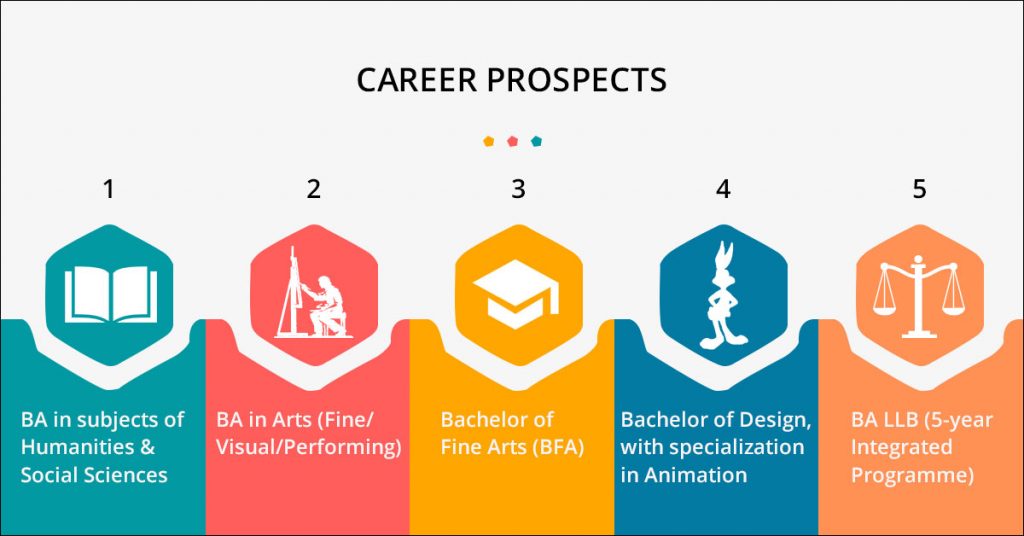 CAREER PROSPECTS
1
2
3
4
5
BA in subjects of
Humanities &
Social Sciences
BA in Arts (Fine/
Visual/Performing)
Bachelor of
Fine Arts (BFA)
Bachelor of Design,
with specialization
in Animation
BA LLB (5-year
Integrated
Programme)